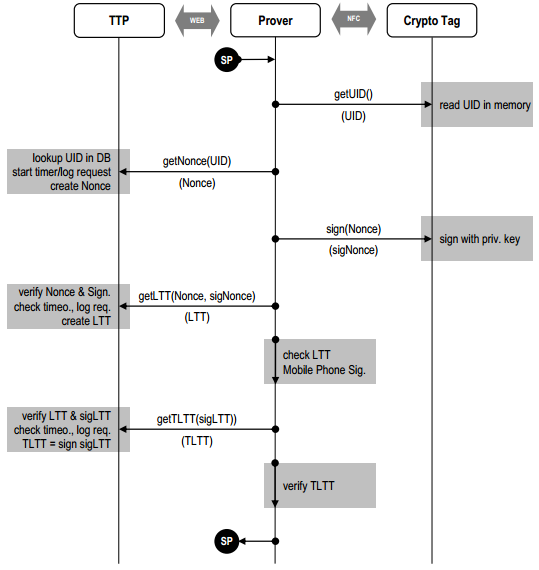 TTP
WEB
Prover
NFC
Crypto Tag
SP
getUID()
(UID)
read UID in memory
lookup UID in DB
start timer/log request
create Nonce
getNonce(UID)
(Nonce)
sign(Nonce)
(sigNonce)
sign with priv. key
verify Nonce & Sign.
check timeo., log req.
create LTT
getLTT(Nonce, sigNonce)
(LTT)
check LTT
Mobile Phone Sig.
verify LTT & sigLTT
check timeo., log req.
TLTT = sign sigLTT
getTLTT(sigLTT))
(TLTT)
verify TLTT
SP